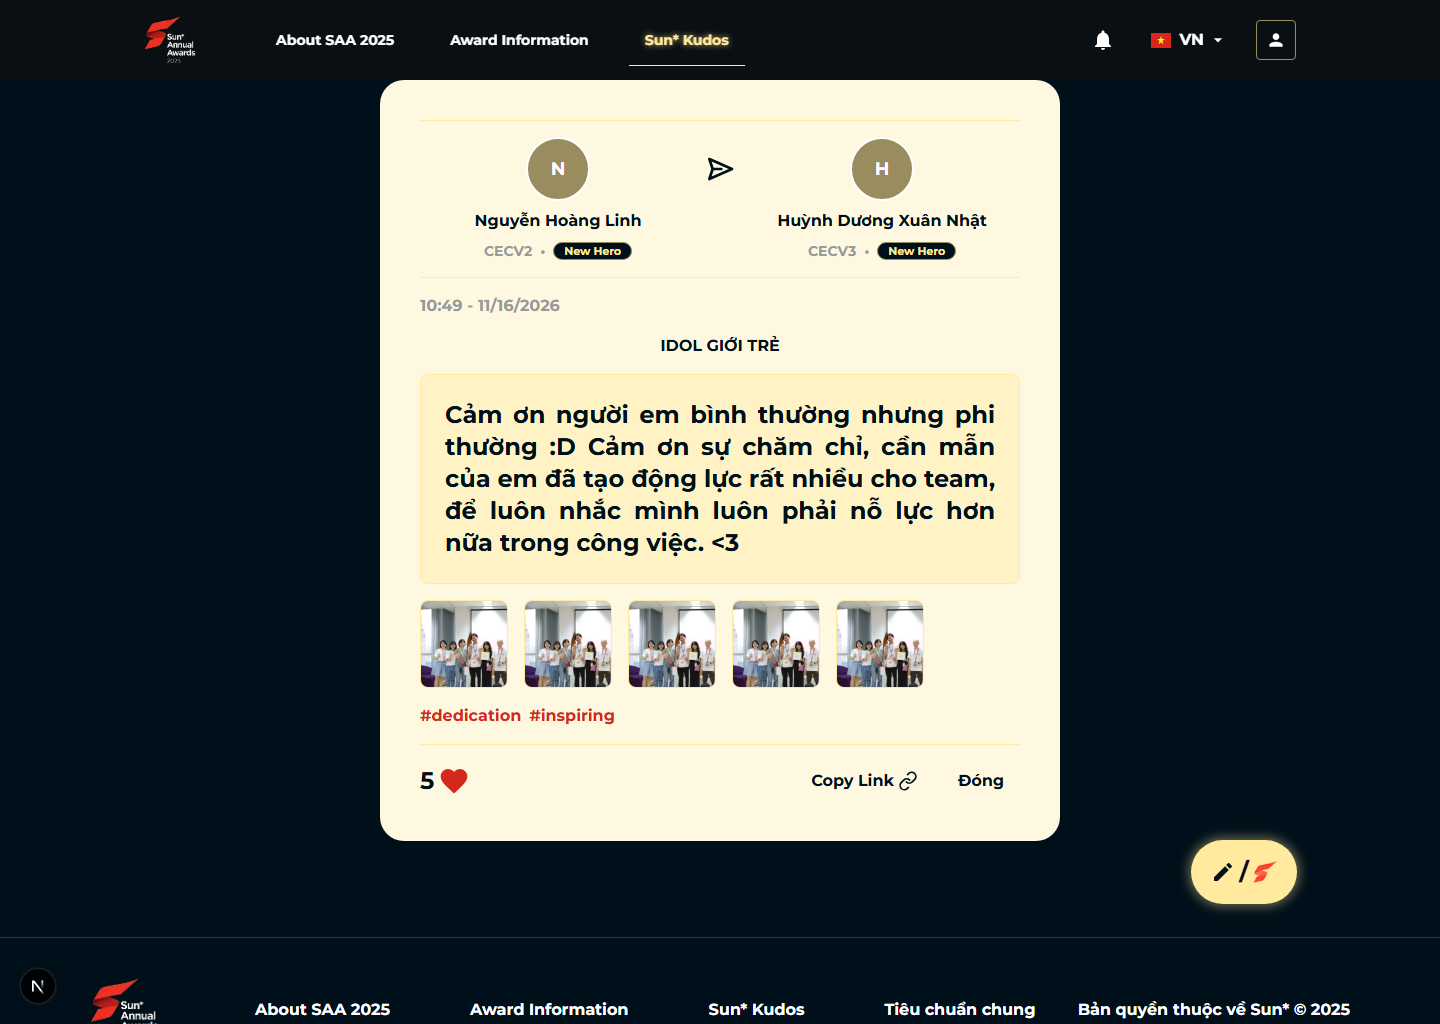 Sun*
Annual
Awards
2025
About SAA 2025
Award Information
Sun* Kudos
VN
N
H
Nguyễn Hoàng Linh
Huỳnh Dương Xuân Nhật
CECV2 • New Hero
CECV3 • New Hero
10:49 - 11/16/2026
IDOL GIỚI TRẺ
Cảm ơn người em bình thường nhưng phi
thường :D Cảm ơn sự chăm chỉ, cần mẫn
của em đã tạo động lực rất nhiều cho team,
để luôn nhắc mình luôn phải nỗ lực hơn
nữa trong công việc. <3
#dedication #inspiring
5
Copy Link
Đóng
/
N
Sun*
Annual
Awards
About SAA 2025
Award Information
Sun* Kudos
Tiêu chuẩn chung
Bản quyền thuộc về Sun* © 2025